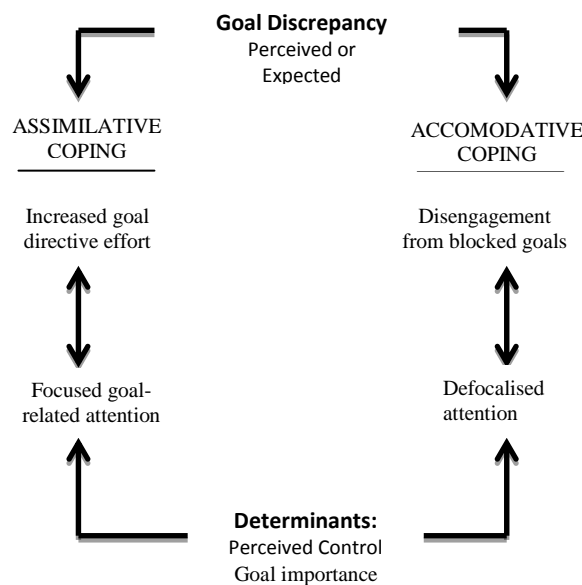 Goal Discrepancy
Perceived or
Expected
ASSIMILATIVE
COPING
Increased goal
directive effort
Focused goal-
related attention
ACCOMODATIVE
COPING
Disengagement
from blocked goals
Defocalised
attention
Determinants:
Perceived Control
Goal importance